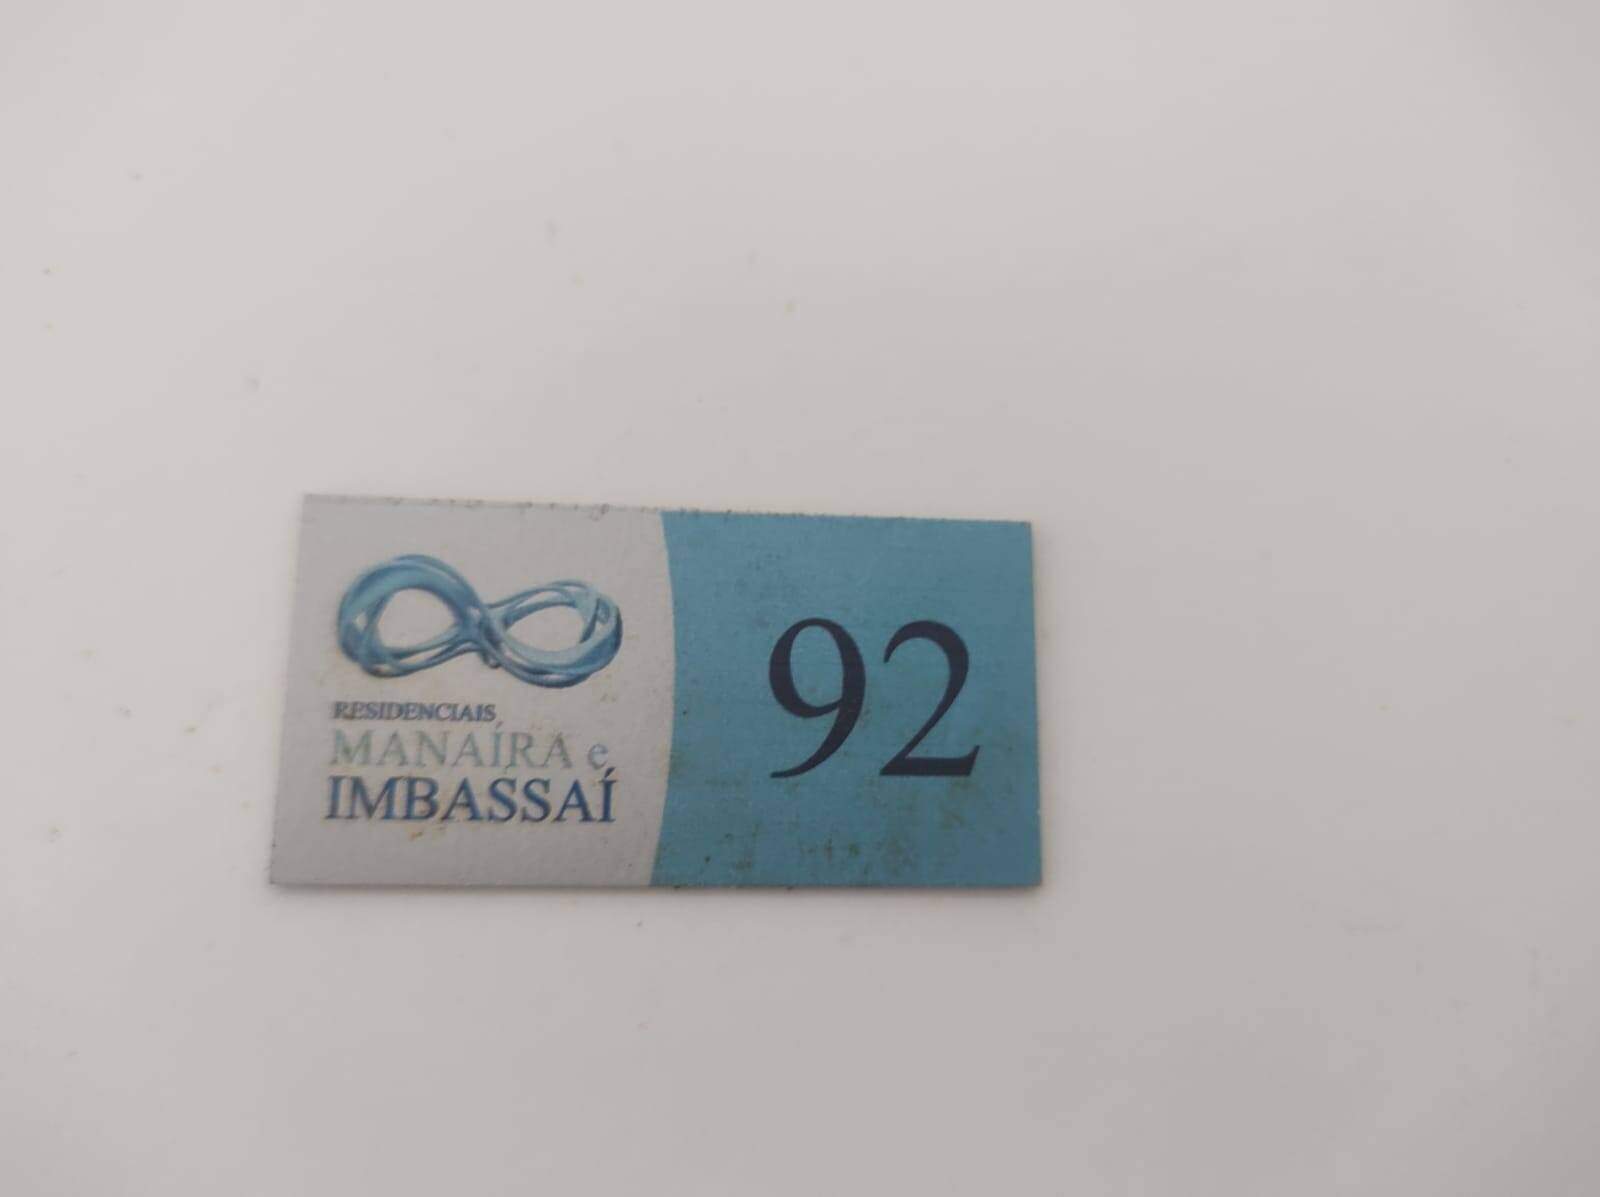 RESIDENCIAIS
MANAÍRA e
IMBASSAÍ
92